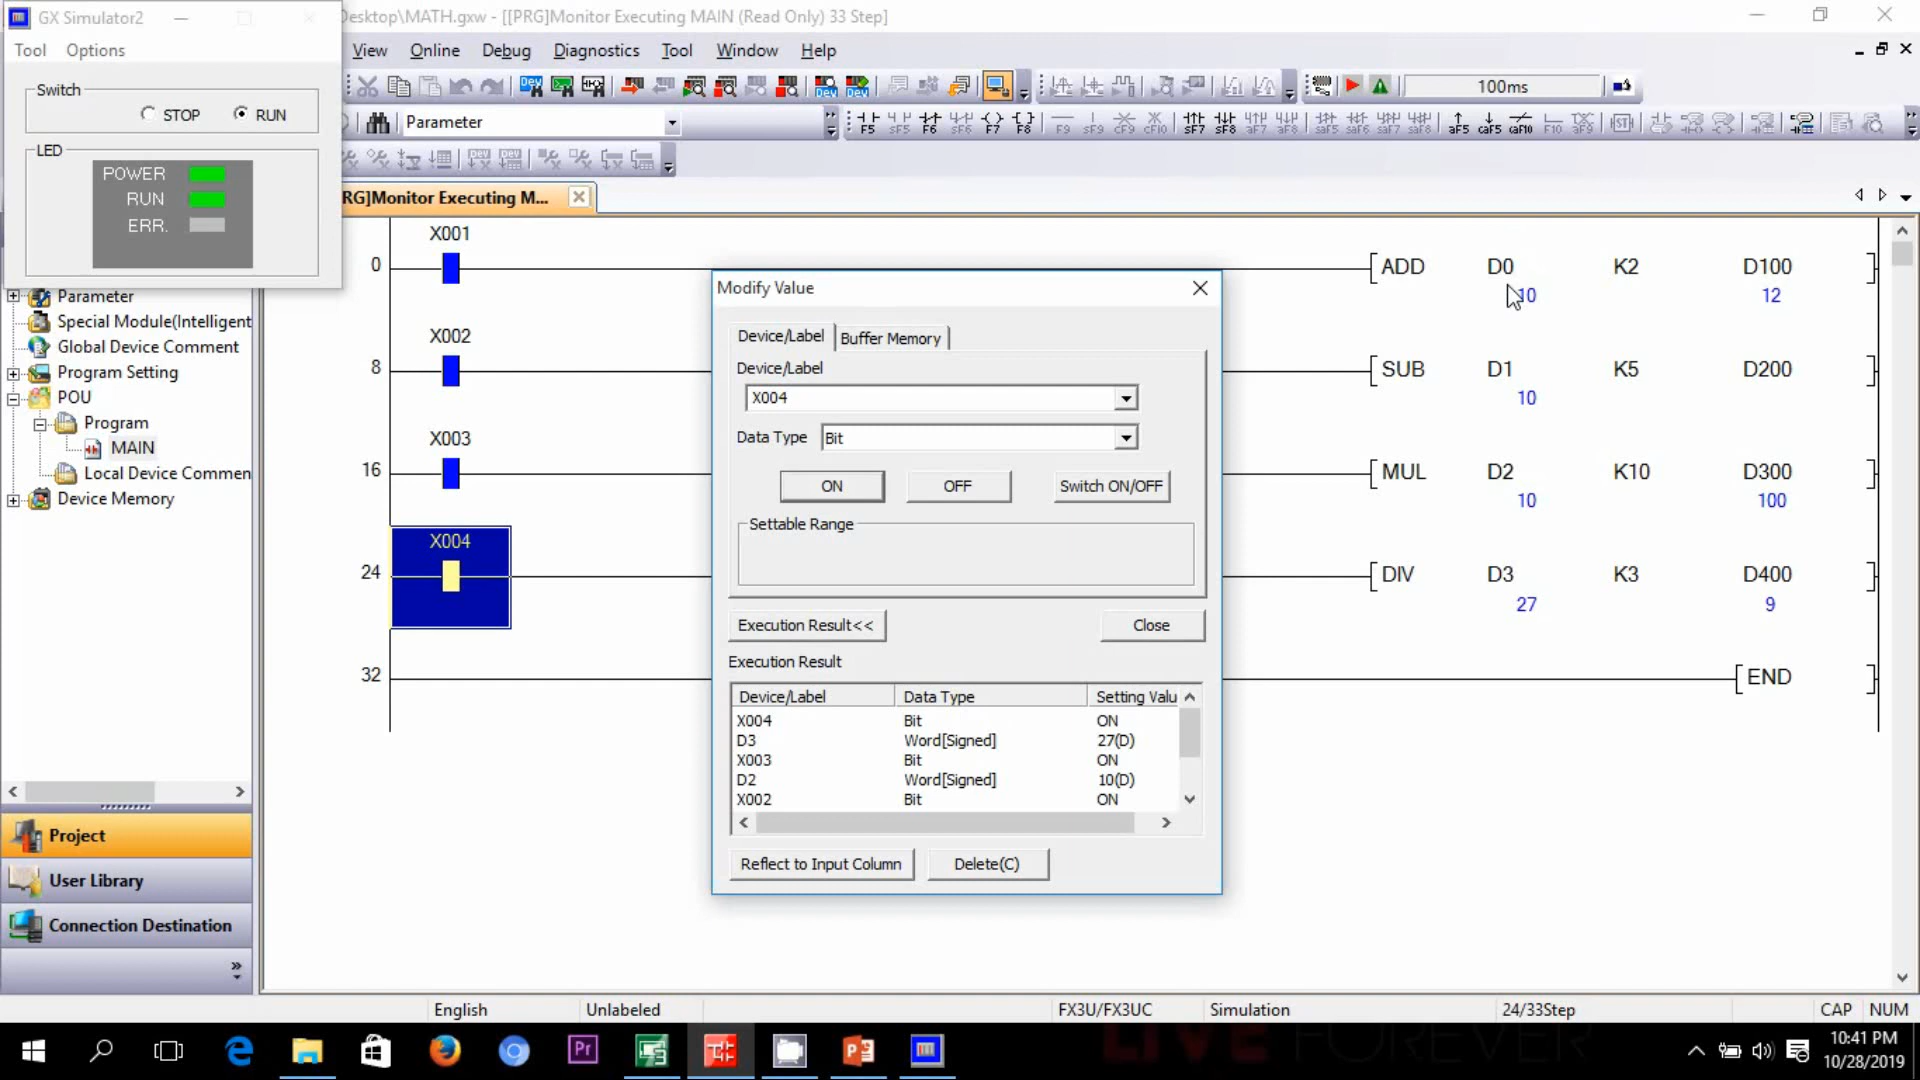 GX Simulator2
Desktop\MATH.gxw - [[PRG]Monitor Executing MAIN (Read Only) 33 Step]
Tool Options
View Online Debug Diagnostics Tool Window Help
Switch
STOP RUN
100ms
Parameter
LED
POWER
RUN
ERR.
PRG]Monitor Executing M...
Parameter
Special Module(Intelligent
Global Device Comment
Program Setting
POU
Program
MAIN
Local Device Commen
Device Memory
Project
User Library
Connection Destination
X001
0
ADD D0 K2 D100
10 12
X002
8
SUB D1 K5 D200
10
X003
16
MUL D2 K10 D300
10 100
X004
24
DIV D3 K3 D400
27 9
32
END
Modify Value
Device/Label Buffer Memory
Device/Label
X004
Data Type Bit
ON OFF Switch ON/OFF
Settable Range
Execution Result<< Close
Execution Result
Device/Label Data Type Setting Valu
X004 Bit ON
D3 Word[Signed] 27(D)
X003 Bit ON
D2 Word[Signed] 10(D)
X002 Bit ON
Reflect to Input Column Delete(C)
English Unlabeled FX3U/FX3UC Simulation 24/33Step CAP NUM
LIVE FOREVER
Pr
10:41 PM
10/28/2019